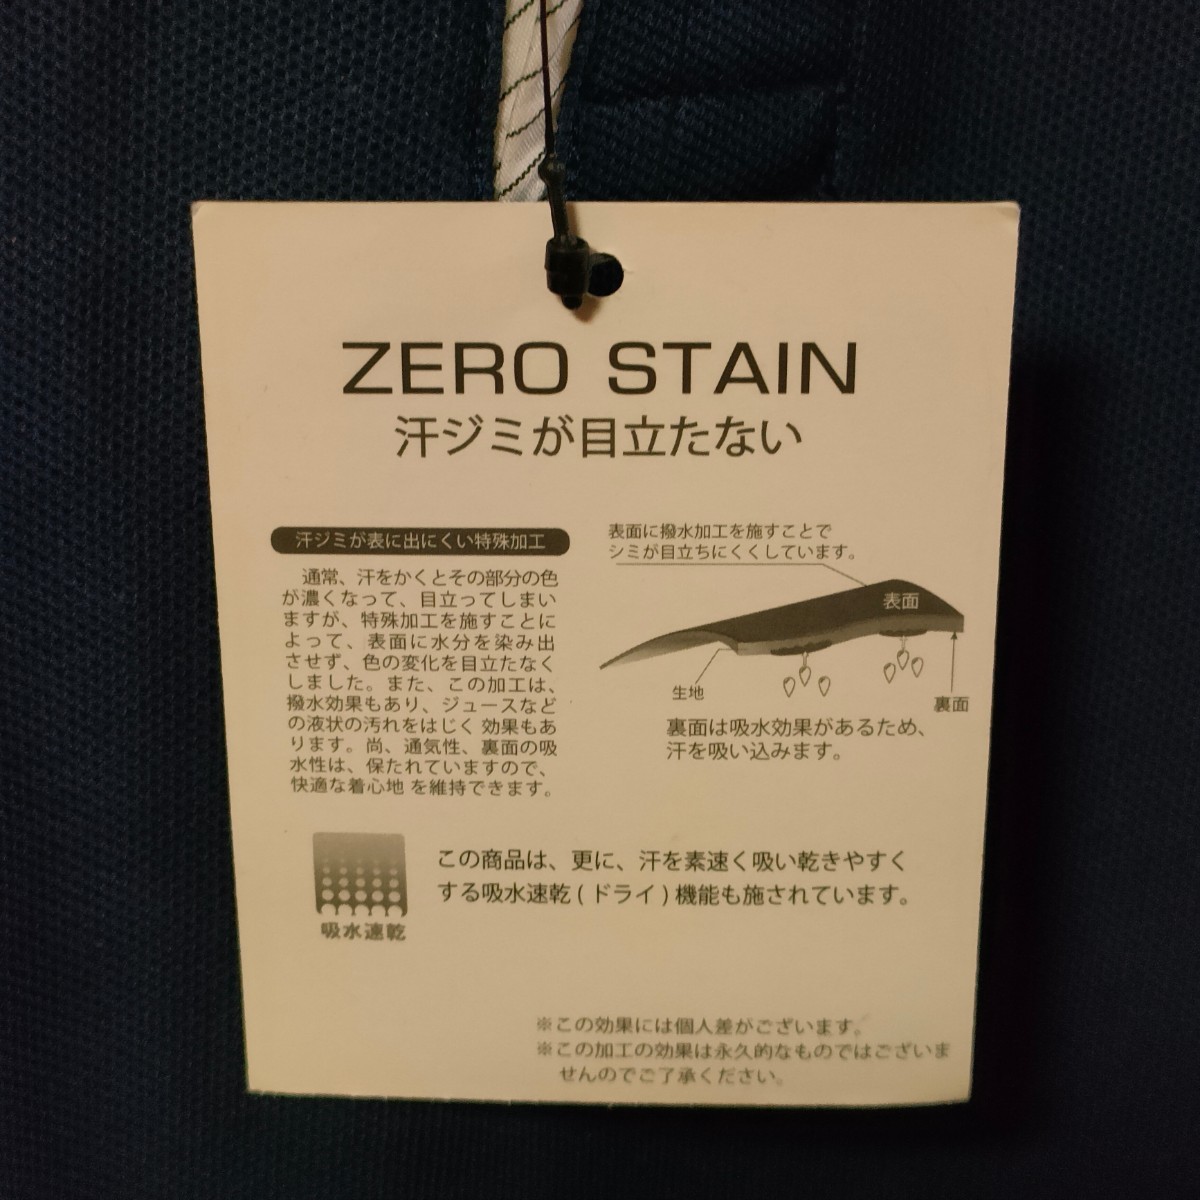 ZERO STAIN
汗ジミが目立たない
汗ジミが表に出にくい特殊加工
通常、汗をかくとその部分の色
が濃くなって、目立ってしまい
ますが、特殊加工を施すことに
よって、表面に水分を染み出
させず、色の変化を目立たなく
しました。また、この加工は、
撥水効果もあり、ジュースなど
の液状の汚れをはじく 効果もあ
ります。尚、通気性、裏面の吸
水性は、保たれていますので、
快適な着心地 を維持できます。
表面に撥水加工を施すことで
シミが目立ちにくくしています。
表面
生地
裏面
裏面は吸水効果があるため、
汗を吸い込みます。
吸水速乾
この商品は、更に、汗を素速く吸い乾きやすく
する吸水速乾(ドライ)機能も施されています。
※この効果には個人差がございます。
※この加工の効果は永久的なものではございま
せんのでご了承ください。